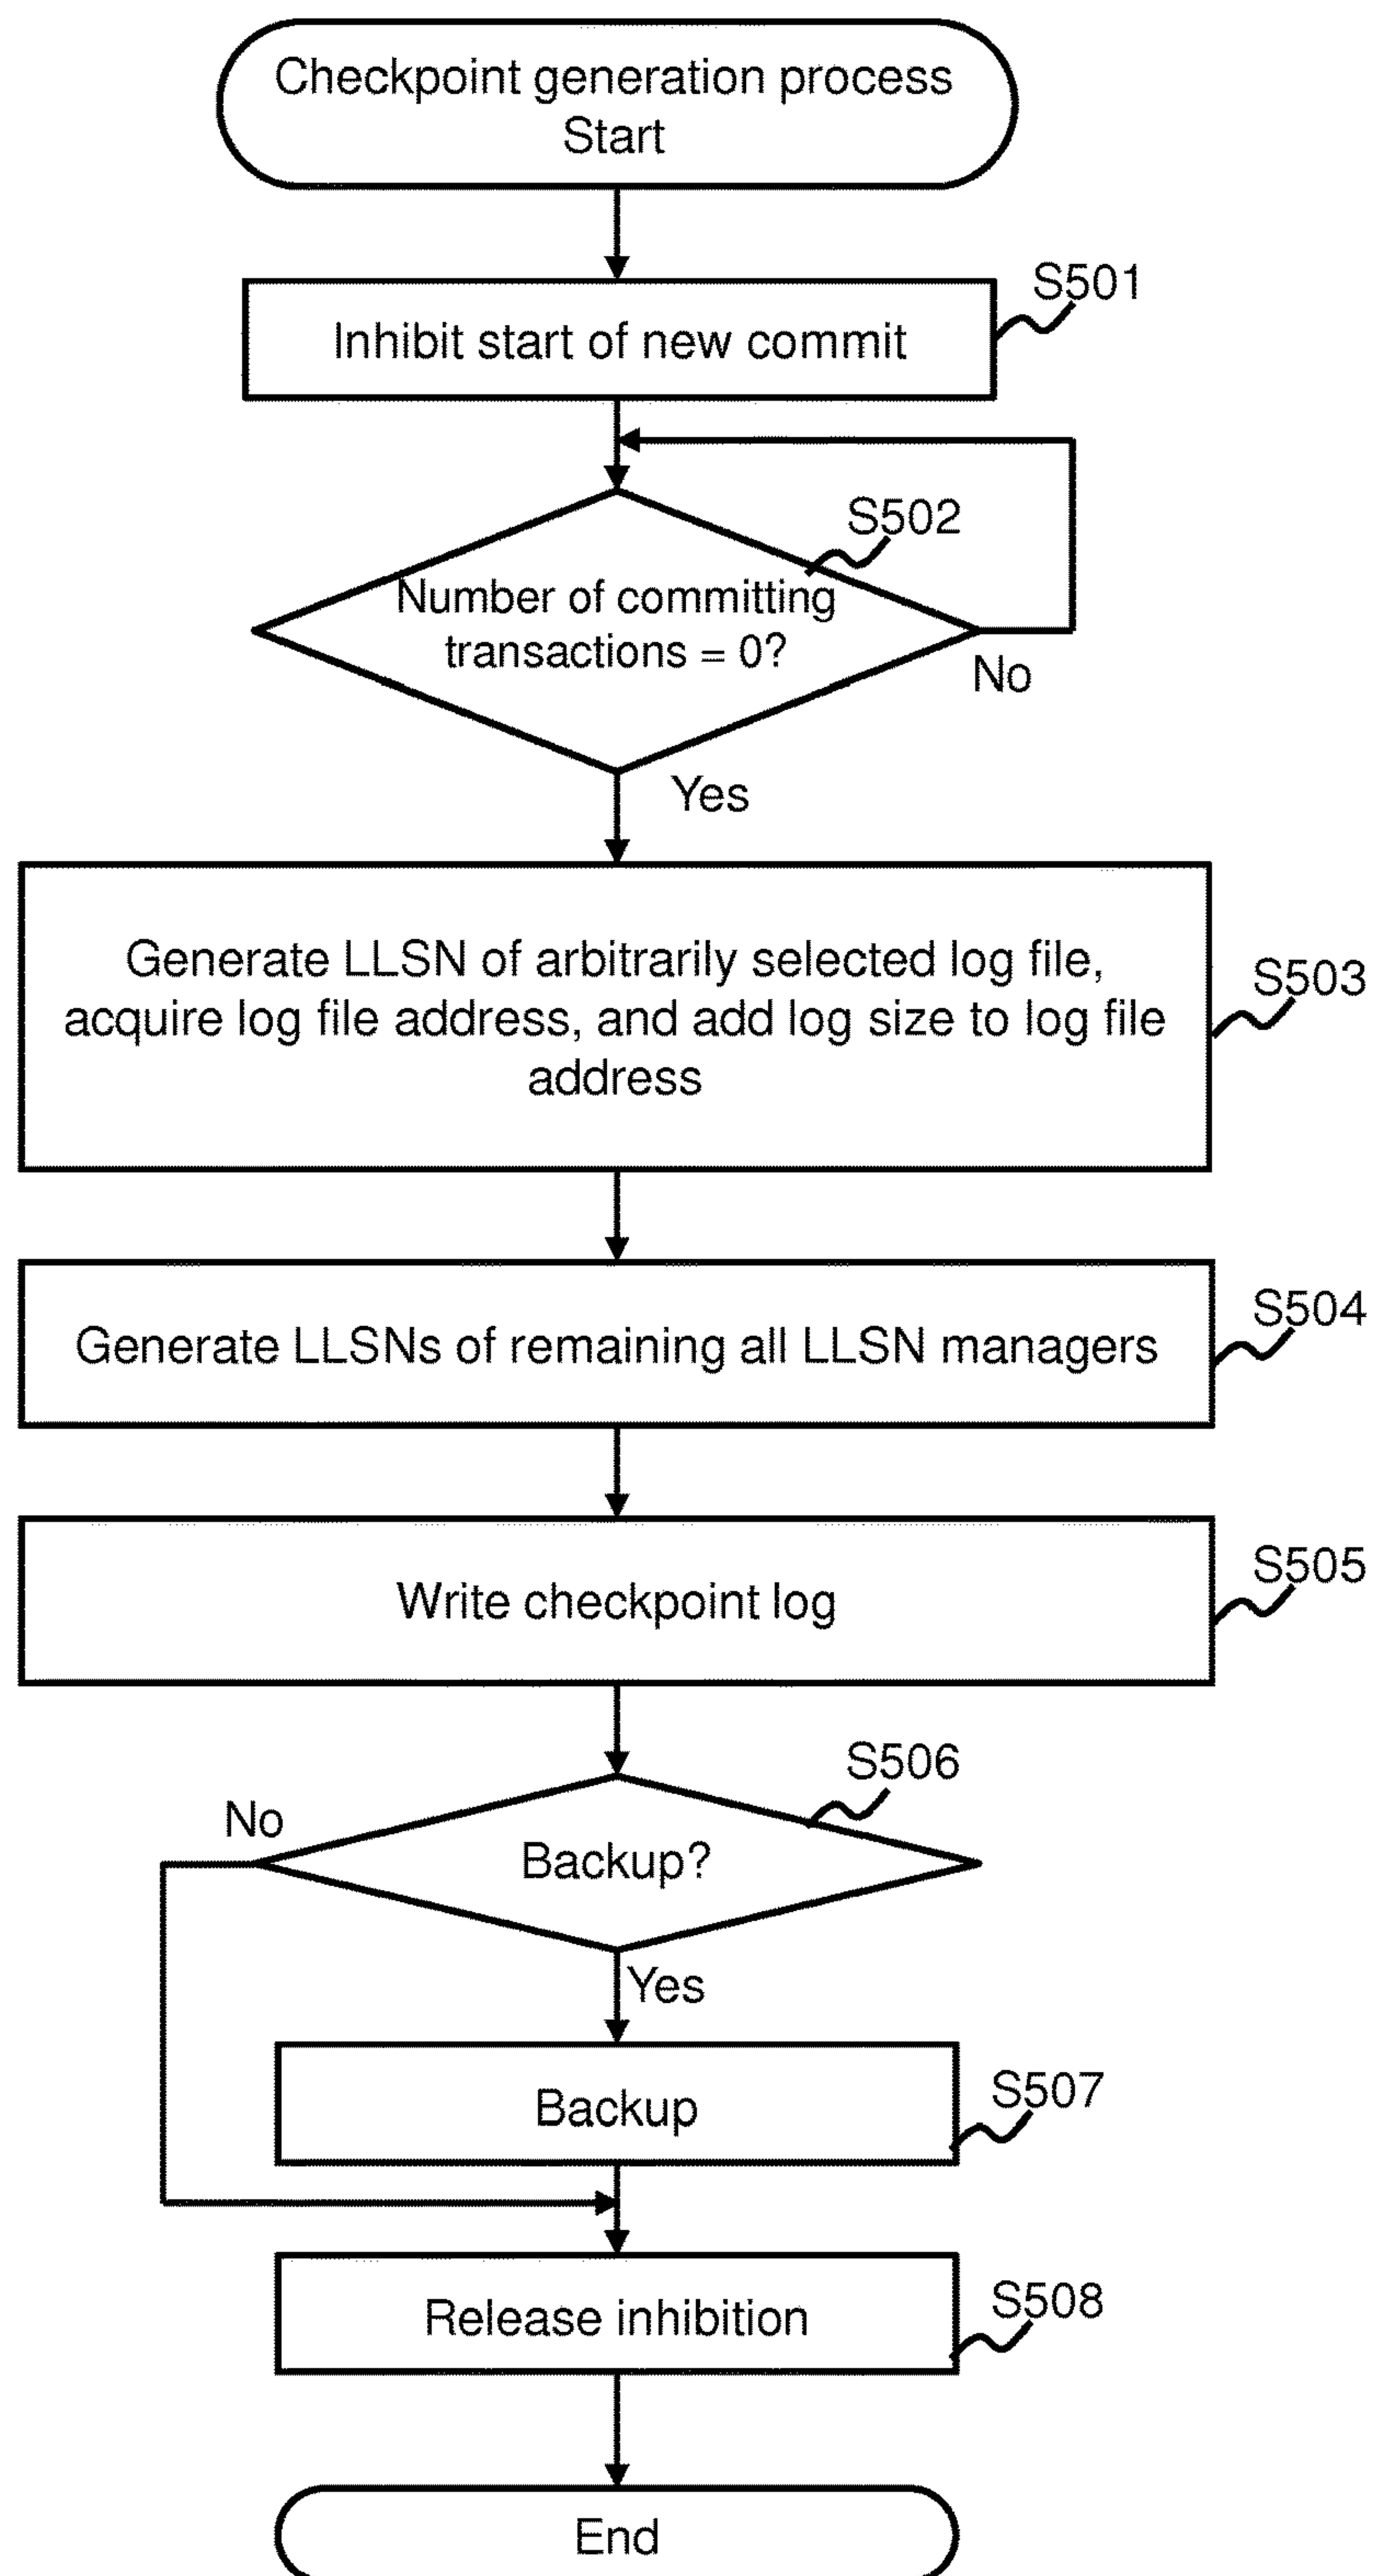 Checkpoint generation process
Start
S501
Inhibit start of new commit
S502
Number of committing
transactions = 0?
No
Yes
Generate LLSN of arbitrarily selected log file,
acquire log file address, and add log size to log file
address
S503
Generate LLSNs of remaining all LLSN managers
S504
Write checkpoint log
S505
S506
No
Backup?
Yes
Backup
S507
Release inhibition
S508
End